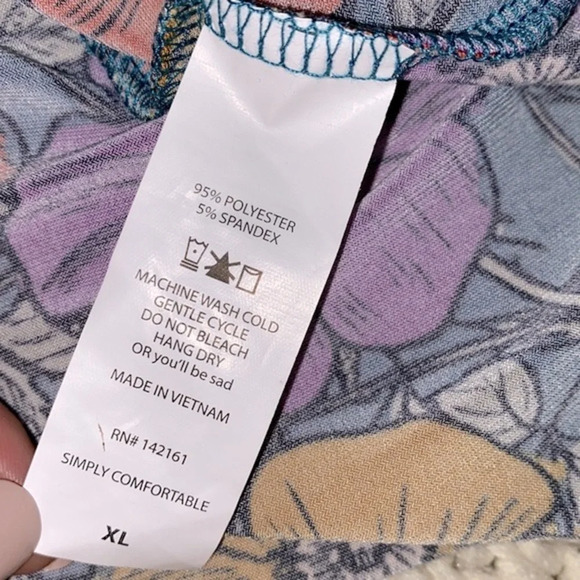 95% POLYESTER
5% SPANDEX
MACHINE WASH COLD
GENTLE CYCLE
DO NOT BLEACH
HANG DRY
OR you'll be sad
MADE IN VIETNAM
RN# 142161
SIMPLY COMFORTABLE
XL